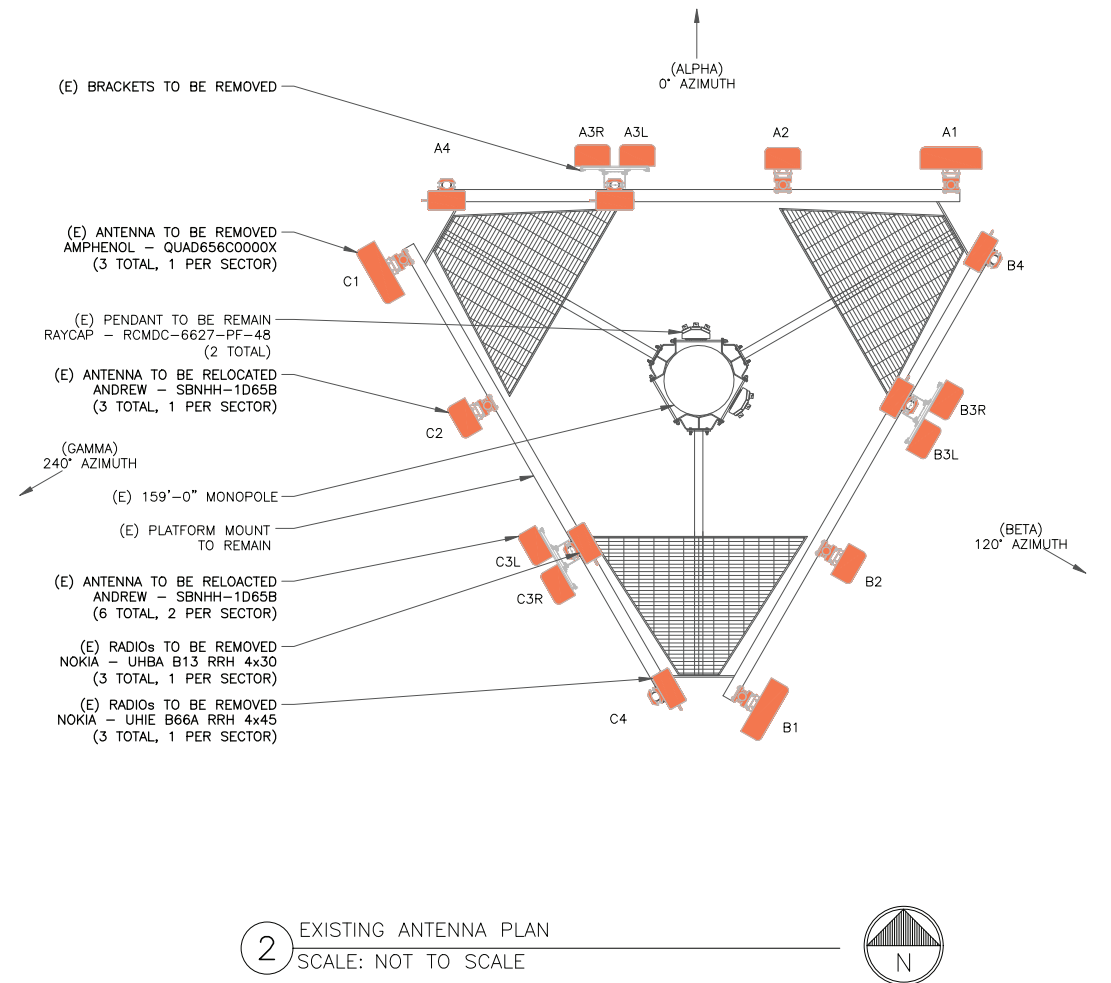 (ALPHA)
0° AZIMUTH
(E) BRACKETS TO BE REMOVED
A4
A3R
A3L
A2
A1
(E) ANTENNA TO BE REMOVED
AMPHENOL – QUAD656C0000X
(3 TOTAL, 1 PER SECTOR)
C1
B4
(E) PENDANT TO BE REMAIN
RAYCAP – RCMDC–6627–PF–48
(2 TOTAL)
(E) ANTENNA TO BE RELOCATED
ANDREW – SBNHH–1D65B
(3 TOTAL, 1 PER SECTOR)
C2
B3R
B3L
(GAMMA)
240° AZIMUTH
(E) 159'–0" MONOPOLE
(E) PLATFORM MOUNT
TO REMAIN
(BETA)
120° AZIMUTH
C3L
C3R
B2
(E) ANTENNA TO BE RELOACTED
ANDREW – SBNHH–1D65B
(6 TOTAL, 2 PER SECTOR)
(E) RADIOs TO BE REMOVED
NOKIA – UHBA B13 RRH 4x30
(3 TOTAL, 1 PER SECTOR)
(E) RADIOs TO BE REMOVED
NOKIA – UHIE B66A RRH 4x45
(3 TOTAL, 1 PER SECTOR)
C4
B1
2
EXISTING ANTENNA PLAN
SCALE: NOT TO SCALE
N